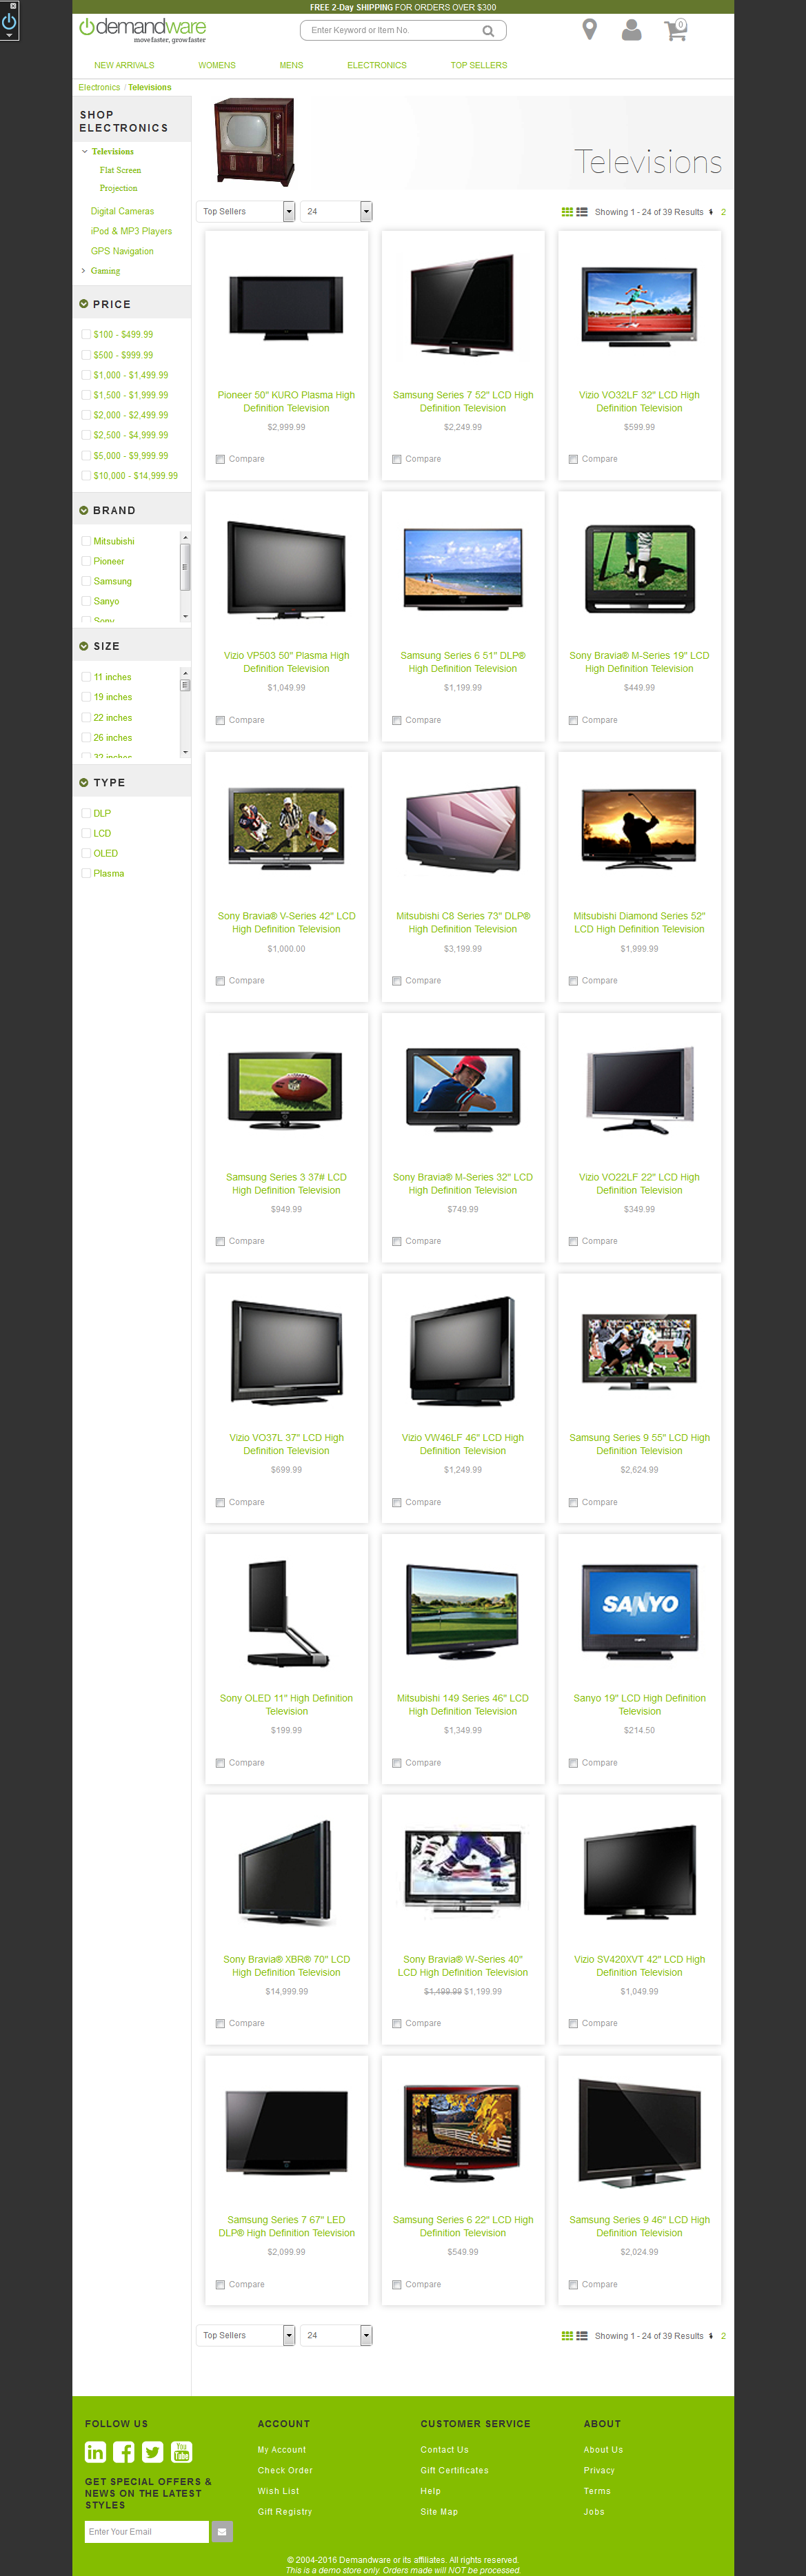 FREE 2-Day SHIPPING FOR ORDERS OVER $300
demandware
move faster, grow faster
Enter Keyword or Item No.
0
NEW ARRIVALS WOMENS MENS ELECTRONICS TOP SELLERS
Electronics / Televisions
SHOP
ELECTRONICS
Televisions
Flat Screen
Projection
Digital Cameras
iPod & MP3 Players
GPS Navigation
Gaming
PRICE
$100 - $499.99
$500 - $999.99
$1,000 - $1,499.99
$1,500 - $1,999.99
$2,000 - $2,499.99
$2,500 - $4,999.99
$5,000 - $9,999.99
$10,000 - $14,999.99
BRAND
Mitsubishi
Pioneer
Samsung
Sanyo
Sony
SIZE
11 inches
19 inches
22 inches
26 inches
32 inches
TYPE
DLP
LCD
OLED
Plasma
Televisions
Top Sellers 24 Showing 1 - 24 of 39 Results 1 2
Pioneer 50" KURO Plasma High
Definition Television
$2,999.99
Compare
Samsung Series 7 52" LCD High
Definition Television
$2,249.99
Compare
Vizio VO32LF 32" LCD High
Definition Television
$599.99
Compare
Vizio VP503 50" Plasma High
Definition Television
$1,049.99
Compare
Samsung Series 6 51" DLP®
High Definition Television
$1,199.99
Compare
Sony Bravia® M-Series 19" LCD
High Definition Television
$449.99
Compare
Sony Bravia® V-Series 42" LCD
High Definition Television
$1,000.00
Compare
Mitsubishi C8 Series 73" DLP®
High Definition Television
$3,199.99
Compare
Mitsubishi Diamond Series 52"
LCD High Definition Television
$1,999.99
Compare
Samsung Series 3 37# LCD
High Definition Television
$949.99
Compare
Sony Bravia® M-Series 32" LCD
High Definition Television
$749.99
Compare
Vizio VO22LF 22" LCD High
Definition Television
$349.99
Compare
Vizio VO37L 37" LCD High
Definition Television
$699.99
Compare
Vizio VW46LF 46" LCD High
Definition Television
$1,249.99
Compare
Samsung Series 9 55" LCD High
Definition Television
$2,624.99
Compare
Sony OLED 11" High Definition
Television
$199.99
Compare
Mitsubishi 149 Series 46" LCD
High Definition Television
$1,349.99
Compare
SANYO
Sanyo 19" LCD High Definition
Television
$214.50
Compare
Sony Bravia® XBR® 70" LCD
High Definition Television
$14,999.99
Compare
Sony Bravia® W-Series 40"
LCD High Definition Television
$1,499.99 $1,199.99
Compare
Vizio SV420XVT 42" LCD High
Definition Television
$1,049.99
Compare
Samsung Series 7 67" LED
DLP® High Definition Television
$2,099.99
Compare
Samsung Series 6 22" LCD High
Definition Television
$549.99
Compare
Samsung Series 9 46" LCD High
Definition Television
$2,024.99
Compare
Top Sellers 24 Showing 1 - 24 of 39 Results 1 2
FOLLOW US
in f You Tube
GET SPECIAL OFFERS &
NEWS ON THE LATEST
STYLES
Enter Your Email
ACCOUNT
My Account
Check Order
Wish List
Gift Registry
CUSTOMER SERVICE
Contact Us
Gift Certificates
Help
Site Map
ABOUT
About Us
Privacy
Terms
Jobs
© 2004-2016 Demandware or its affiliates. All rights reserved.
This is a demo store only. Orders made will NOT be processed.